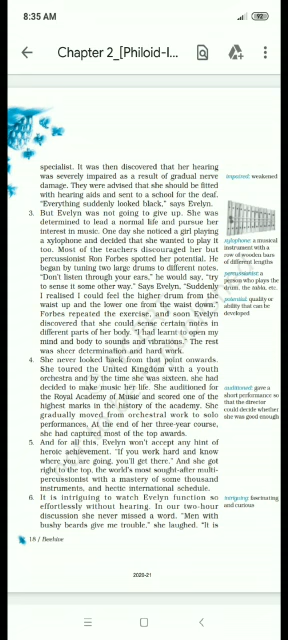 8:35 AM
92
Chapter 2_[Philoid-I...
specialist. It was then discovered that her hearing
was severely impaired as a result of gradual nerve
damage. They were advised that she should be fitted
with hearing aids and sent to a school for the deaf.
"Everything suddenly looked black," says Evelyn.
impaired: weakened
3. But Evelyn was not going to give up. She was
determined to lead a normal life and pursue her
interest in music. One day she noticed a girl playing
a xylophone and decided that she wanted to play it
too. Most of the teachers discouraged her but
percussionist Ron Forbes spotted her potential. He
began by tuning two large drums to different notes.
"Don't listen through your ears," he would say, "try
to sense it some other way." Says Evelyn, "Suddenly
I realised I could feel the higher drum from the
waist up and the lower one from the waist down."
Forbes repeated the exercise, and soon Evelyn
discovered that she could sense certain notes in
different parts of her body. "I had learnt to open my
mind and body to sounds and vibrations." The rest
was sheer determination and hard work.
xylophone: a musical
instrument with a
row of wooden bars
of different lengths
percussionist: a
person who plays the
drum, the tabla, etc.
potential: quality or
ability that can be
developed
4. She never looked back from that point onwards.
She toured the United Kingdom with a youth
orchestra and by the time she was sixteen, she had
decided to make music her life. She auditioned for
the Royal Academy of Music and scored one of the
highest marks in the history of the academy. She
gradually moved from orchestral work to solo
performances. At the end of her three-year course,
she had captured most of the top awards.
auditioned: gave a
short performance so
that the director
could decide whether
she was good enough
5. And for all this, Evelyn won't accept any hint of
heroic achievement. "If you work hard and know
where you are going, you'll get there." And she got
right to the top, the world's most sought-after multi-
percussionist with a mastery of some thousand
instruments, and hectic international schedule.
6. It is intriguing to watch Evelyn function so
effortlessly without hearing. In our two-hour
discussion she never missed a word. "Men with
bushy beards give me trouble," she laughed. "It is
intriguing: fascinating
and curious
18 / Beehive
2020-21